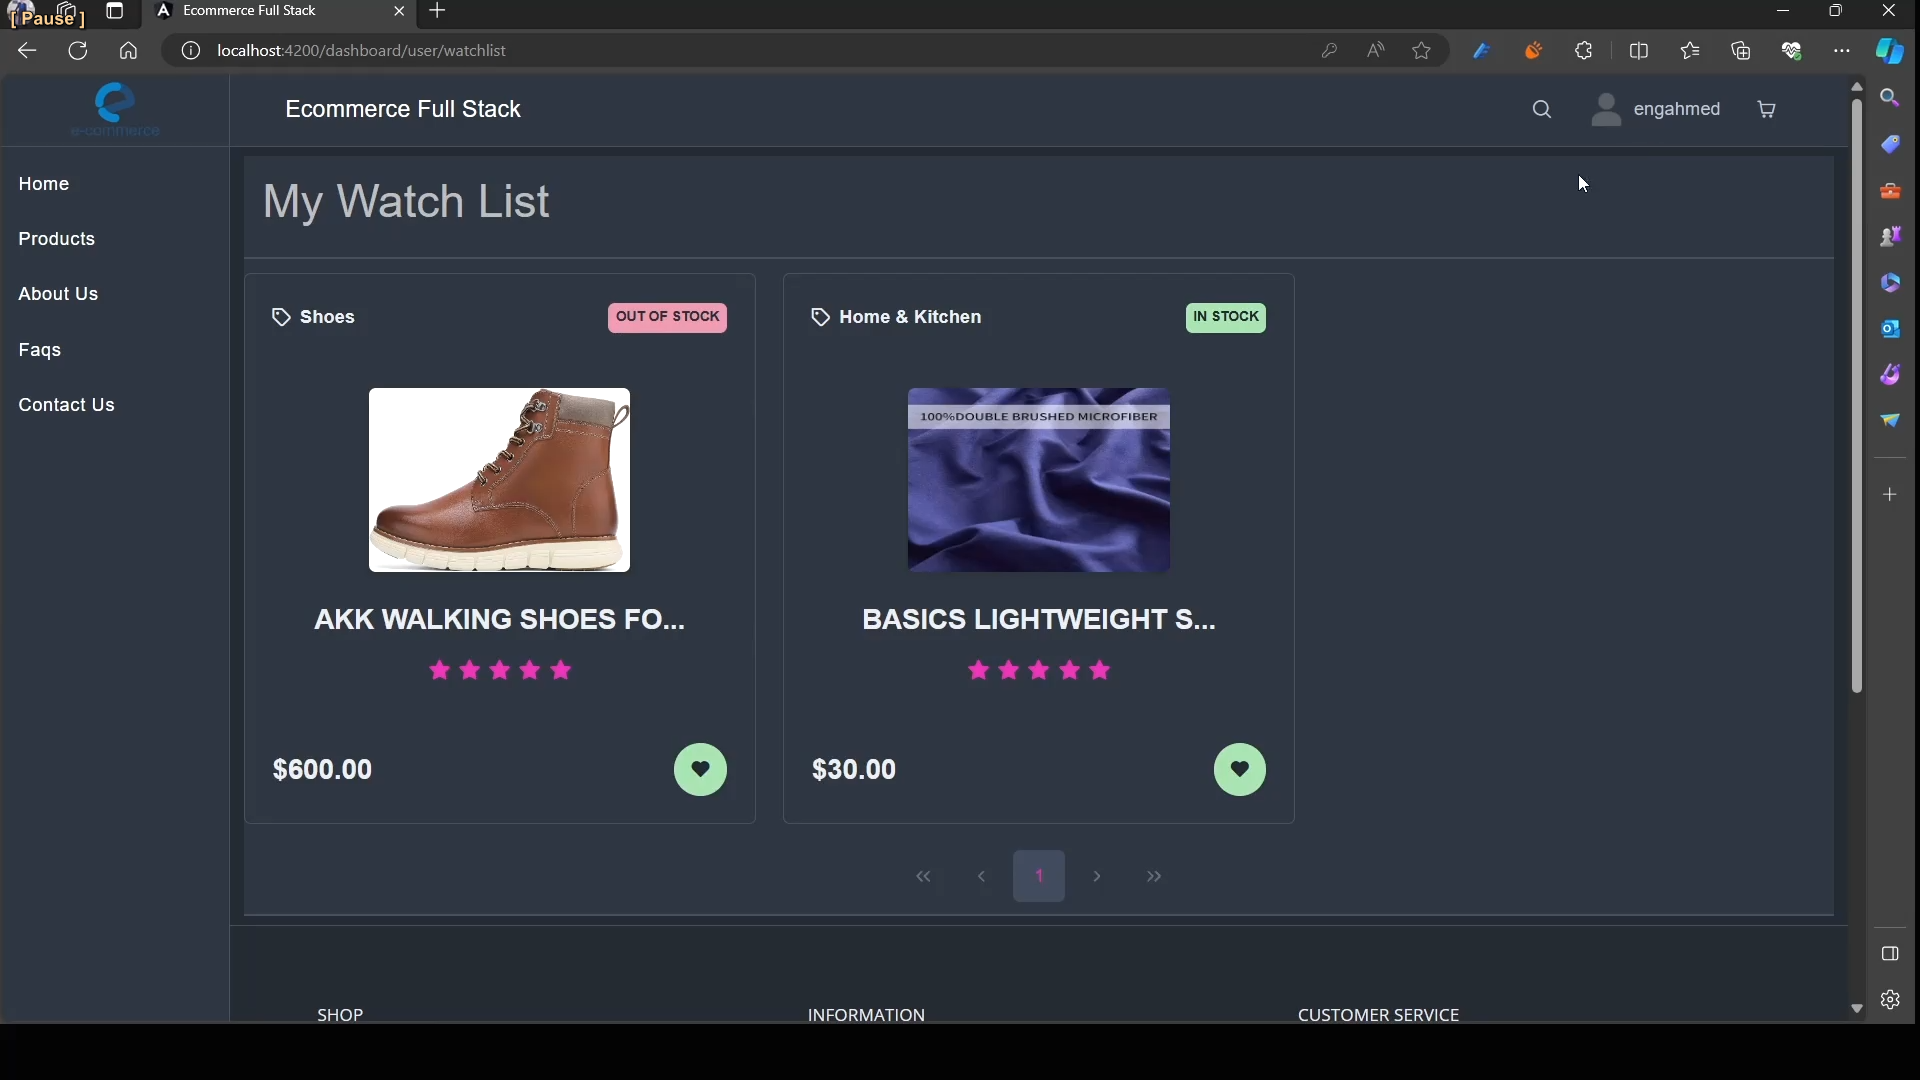 [ Pause ]
Ecommerce Full Stack
localhost:4200/dashboard/user/watchlist
e-commerce
Ecommerce Full Stack
engahmed
Home
Products
About Us
Faqs
Contact Us
My Watch List
Shoes
OUT OF STOCK
AKK WALKING SHOES FO...
$600.00
Home & Kitchen
IN STOCK
100%DOUBLE BRUSHED MICROFIBER
BASICS LIGHTWEIGHT S...
$30.00
« ‹ 1 › »
SHOP
INFORMATION
CUSTOMER SERVICE